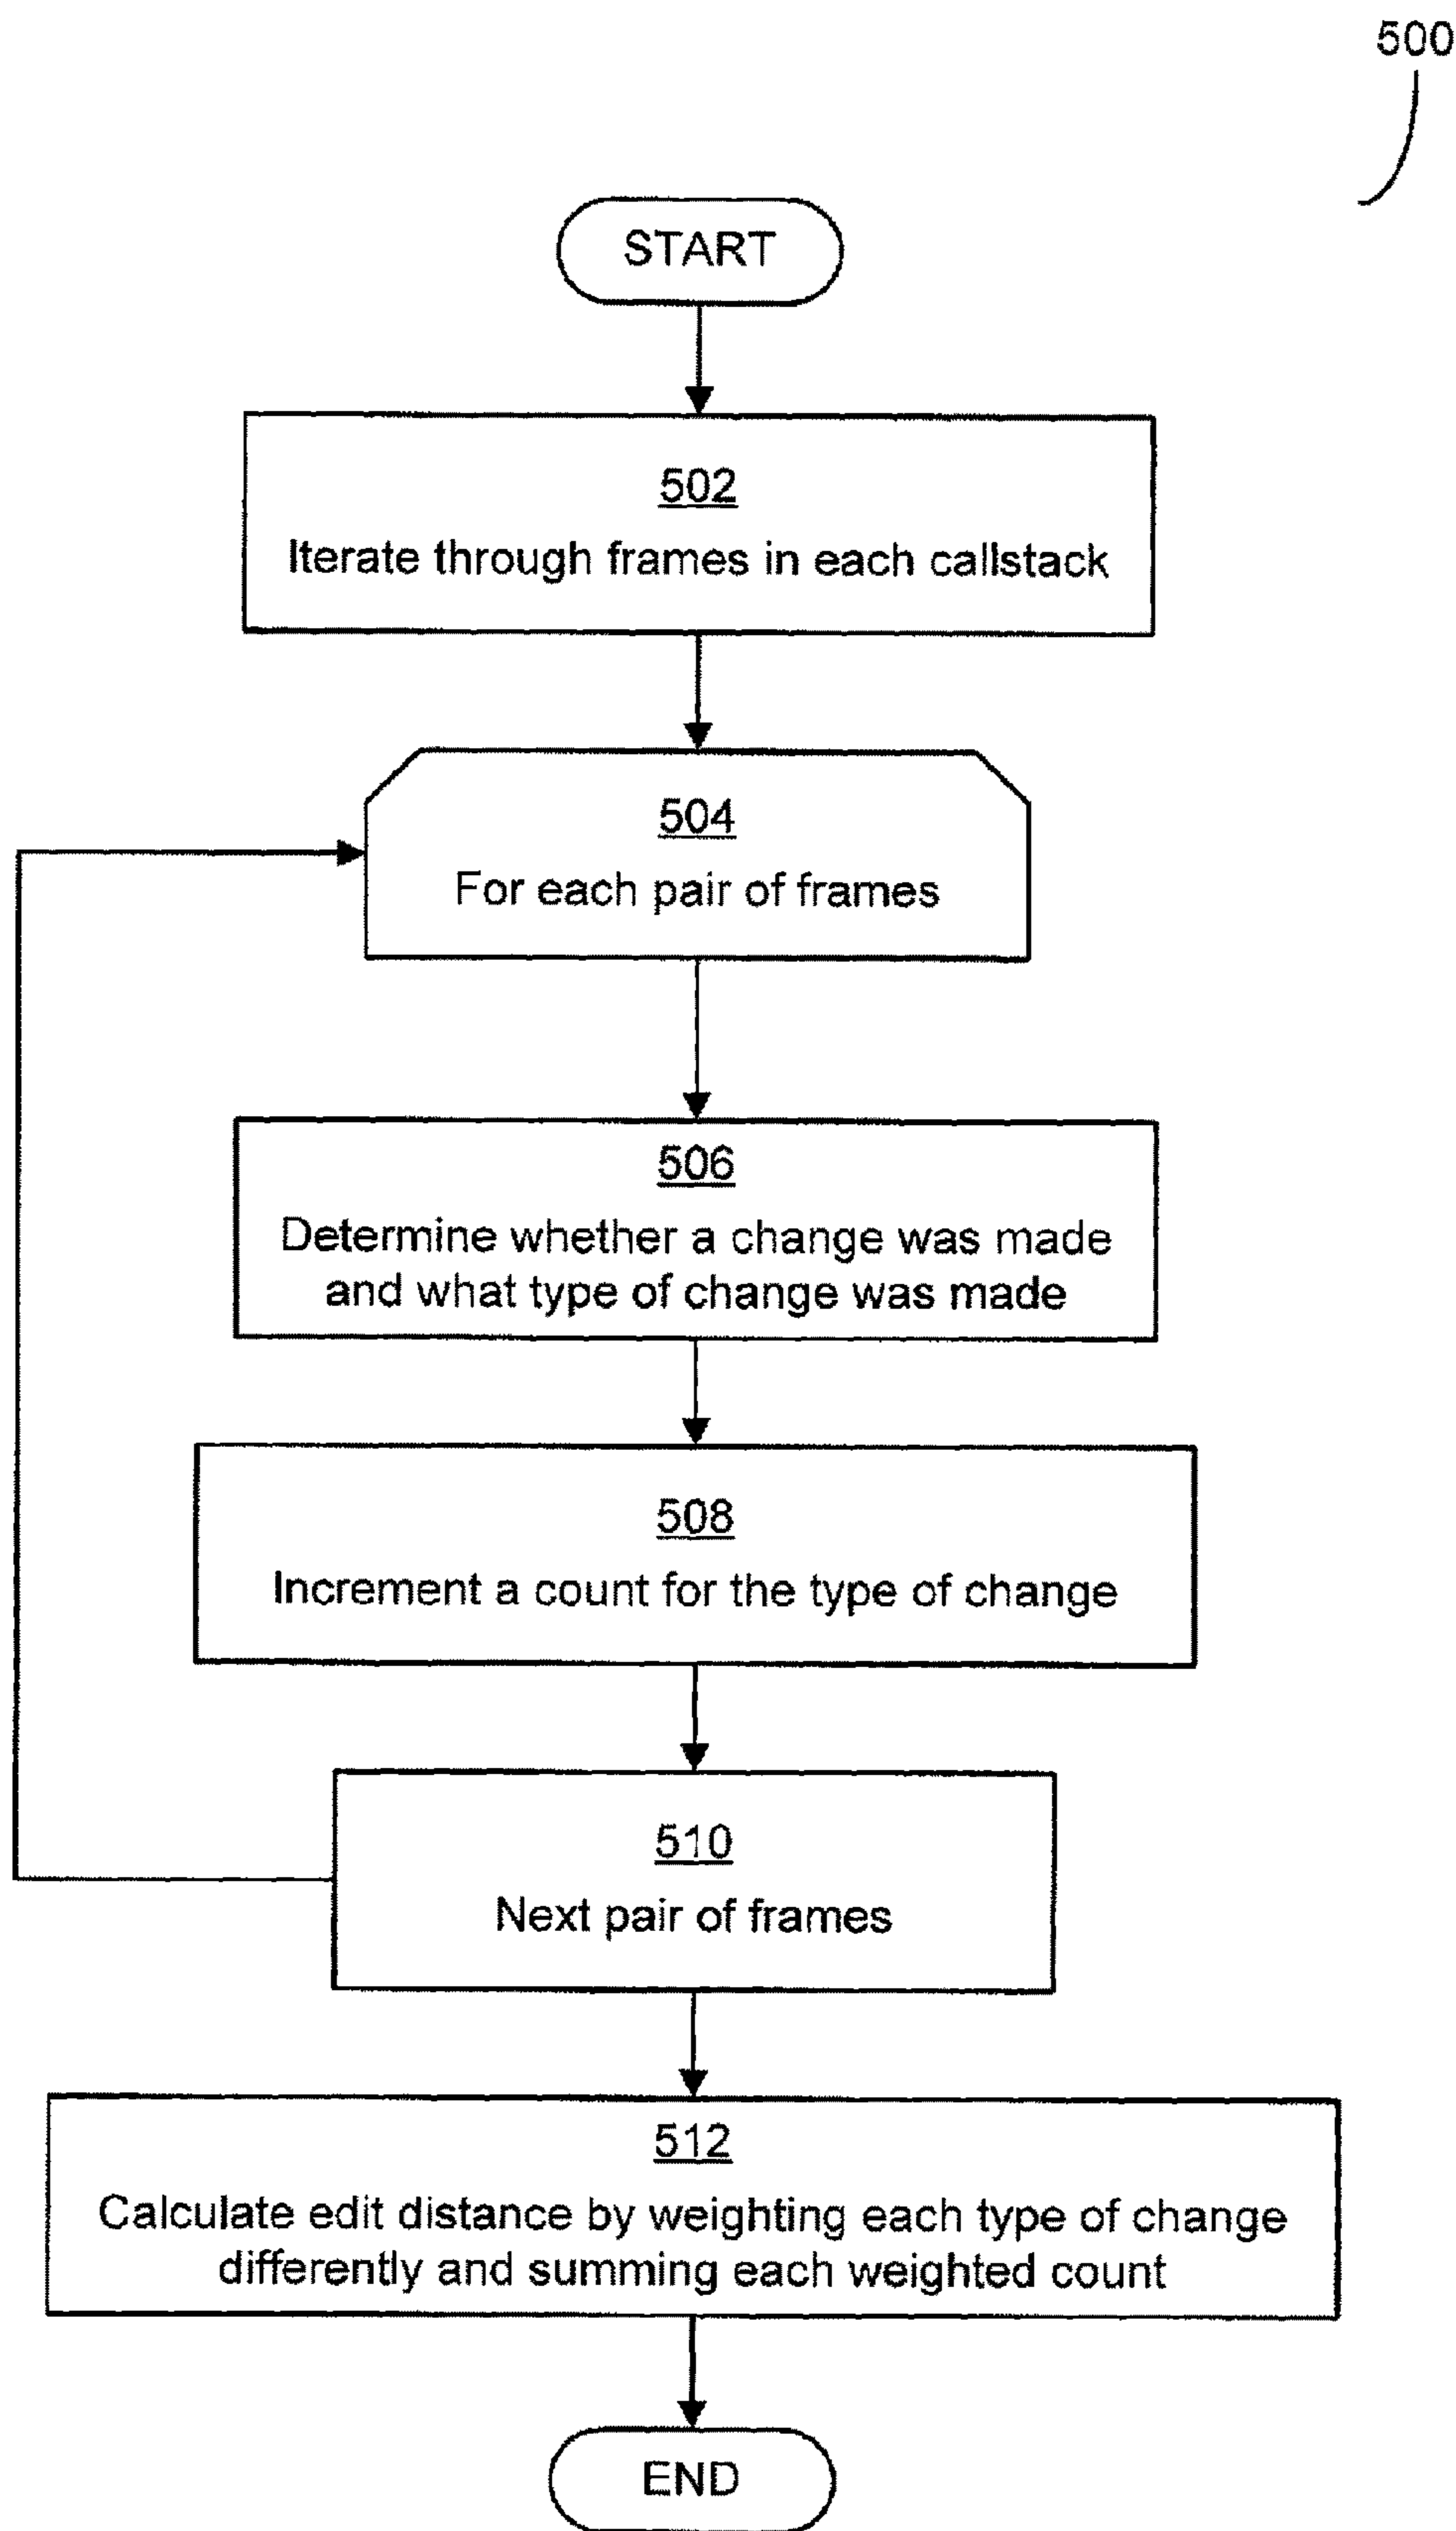 500
START
502
Iterate through frames in each callstack
504
For each pair of frames
506
Determine whether a change was made
and what type of change was made
508
Increment a count for the type of change
510
Next pair of frames
512
Calculate edit distance by weighting each type of change
differently and summing each weighted count
END